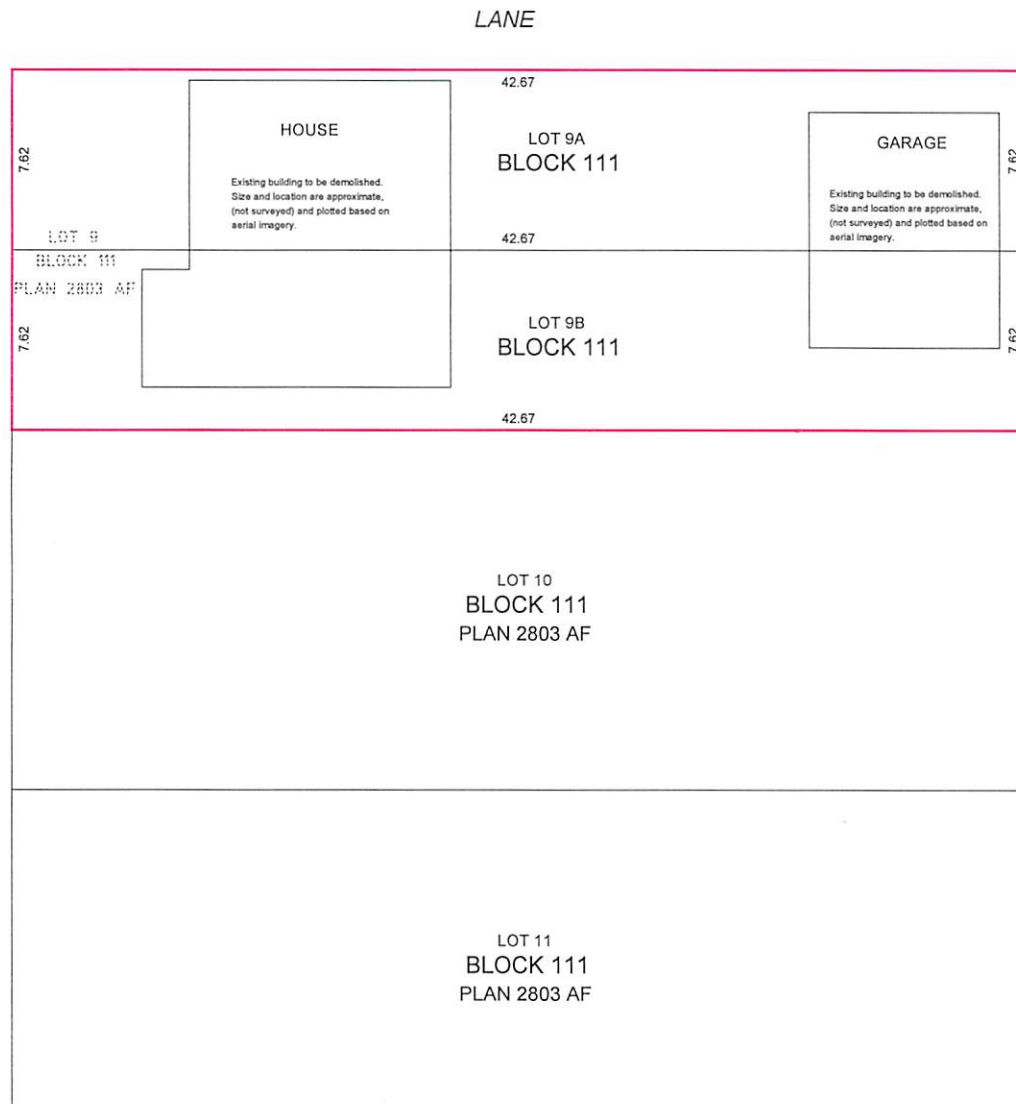 LANE
42.67
HOUSE
LOT 9A
BLOCK 111
GARAGE
7.62
7.62
Existing building to be demolished.
Size and location are approximate,
(not surveyed) and plotted based on
aerial imagery.
Existing building to be demolished.
Size and location are approximate,
(not surveyed) and plotted based on
aerial imagery.
42.67
LOT 9
BLOCK 111
PLAN 2803 AF
LOT 9B
BLOCK 111
7.62
7.62
42.67
LOT 10
BLOCK 111
PLAN 2803 AF
LOT 11
BLOCK 111
PLAN 2803 AF